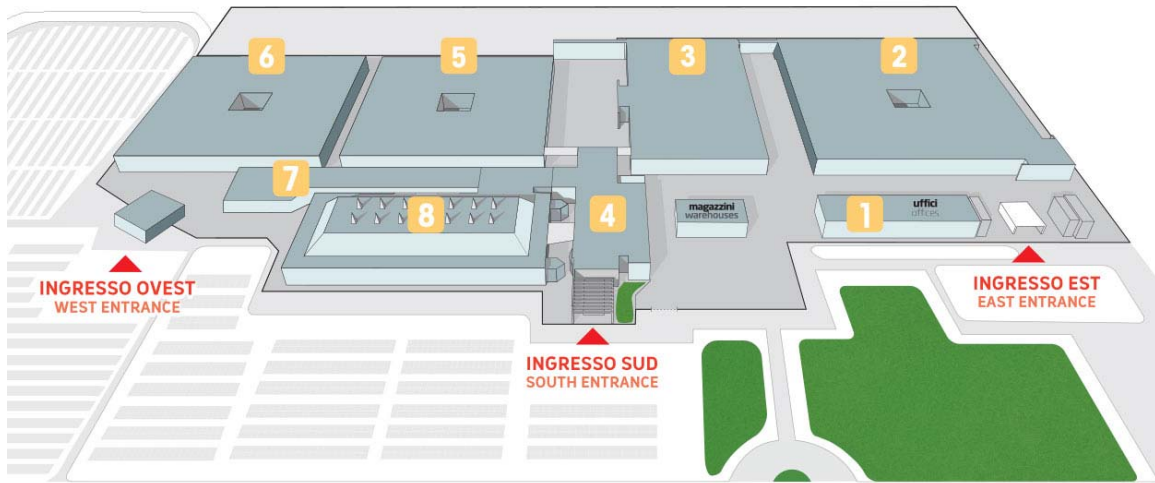 6
5
3
2
7
8
4
magazzini
warehouses
1
uffici
offices
INGRESSO OVEST
WEST ENTRANCE
INGRESSO EST
EAST ENTRANCE
INGRESSO SUD
SOUTH ENTRANCE